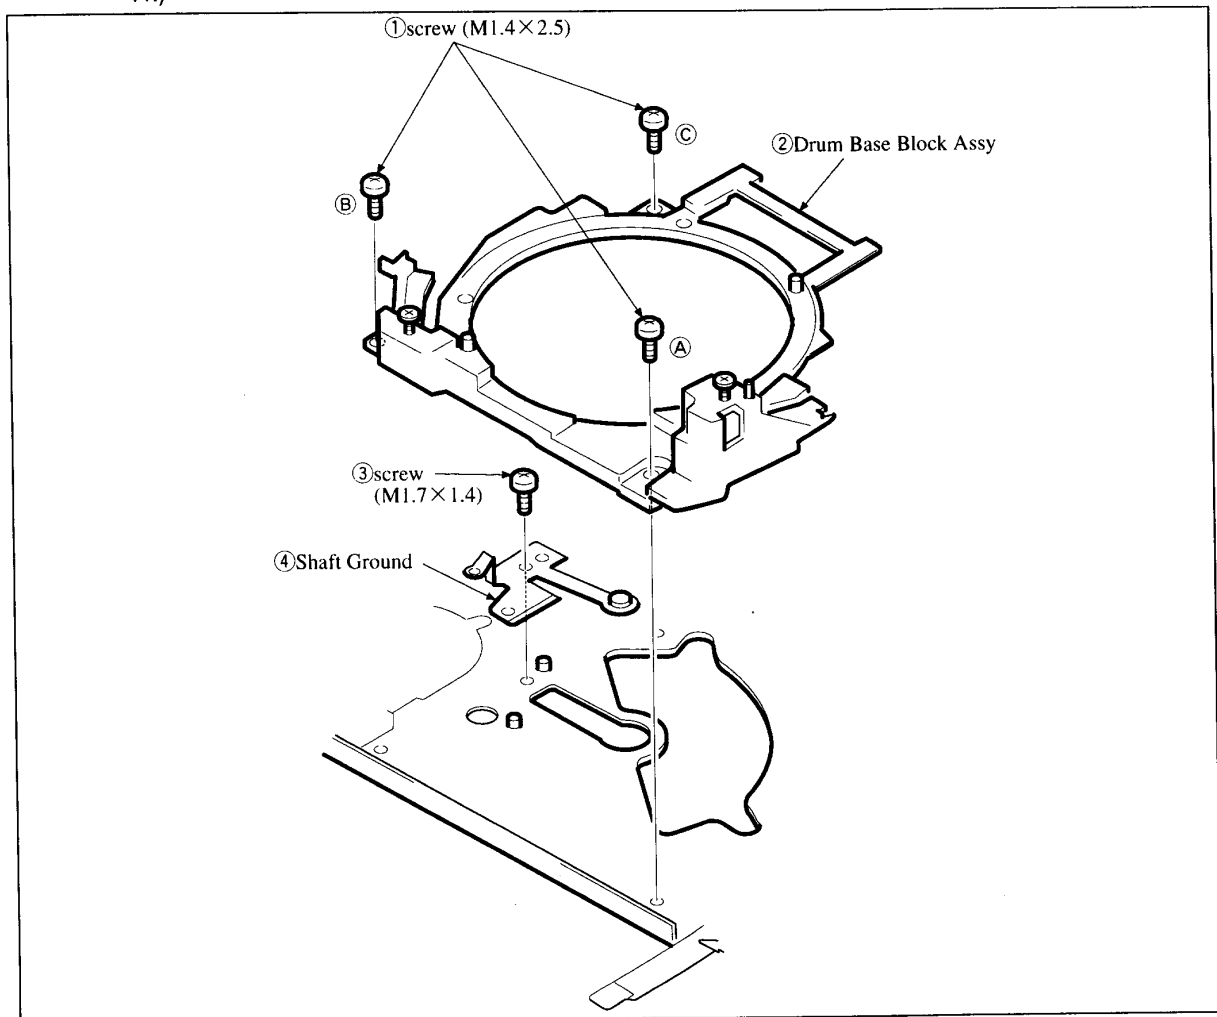 ①screw (M1.4×2.5)
Ⓒ
②Drum Base Block Assy
Ⓑ
Ⓐ
③screw
(M1.7×1.4)
④Shaft Ground